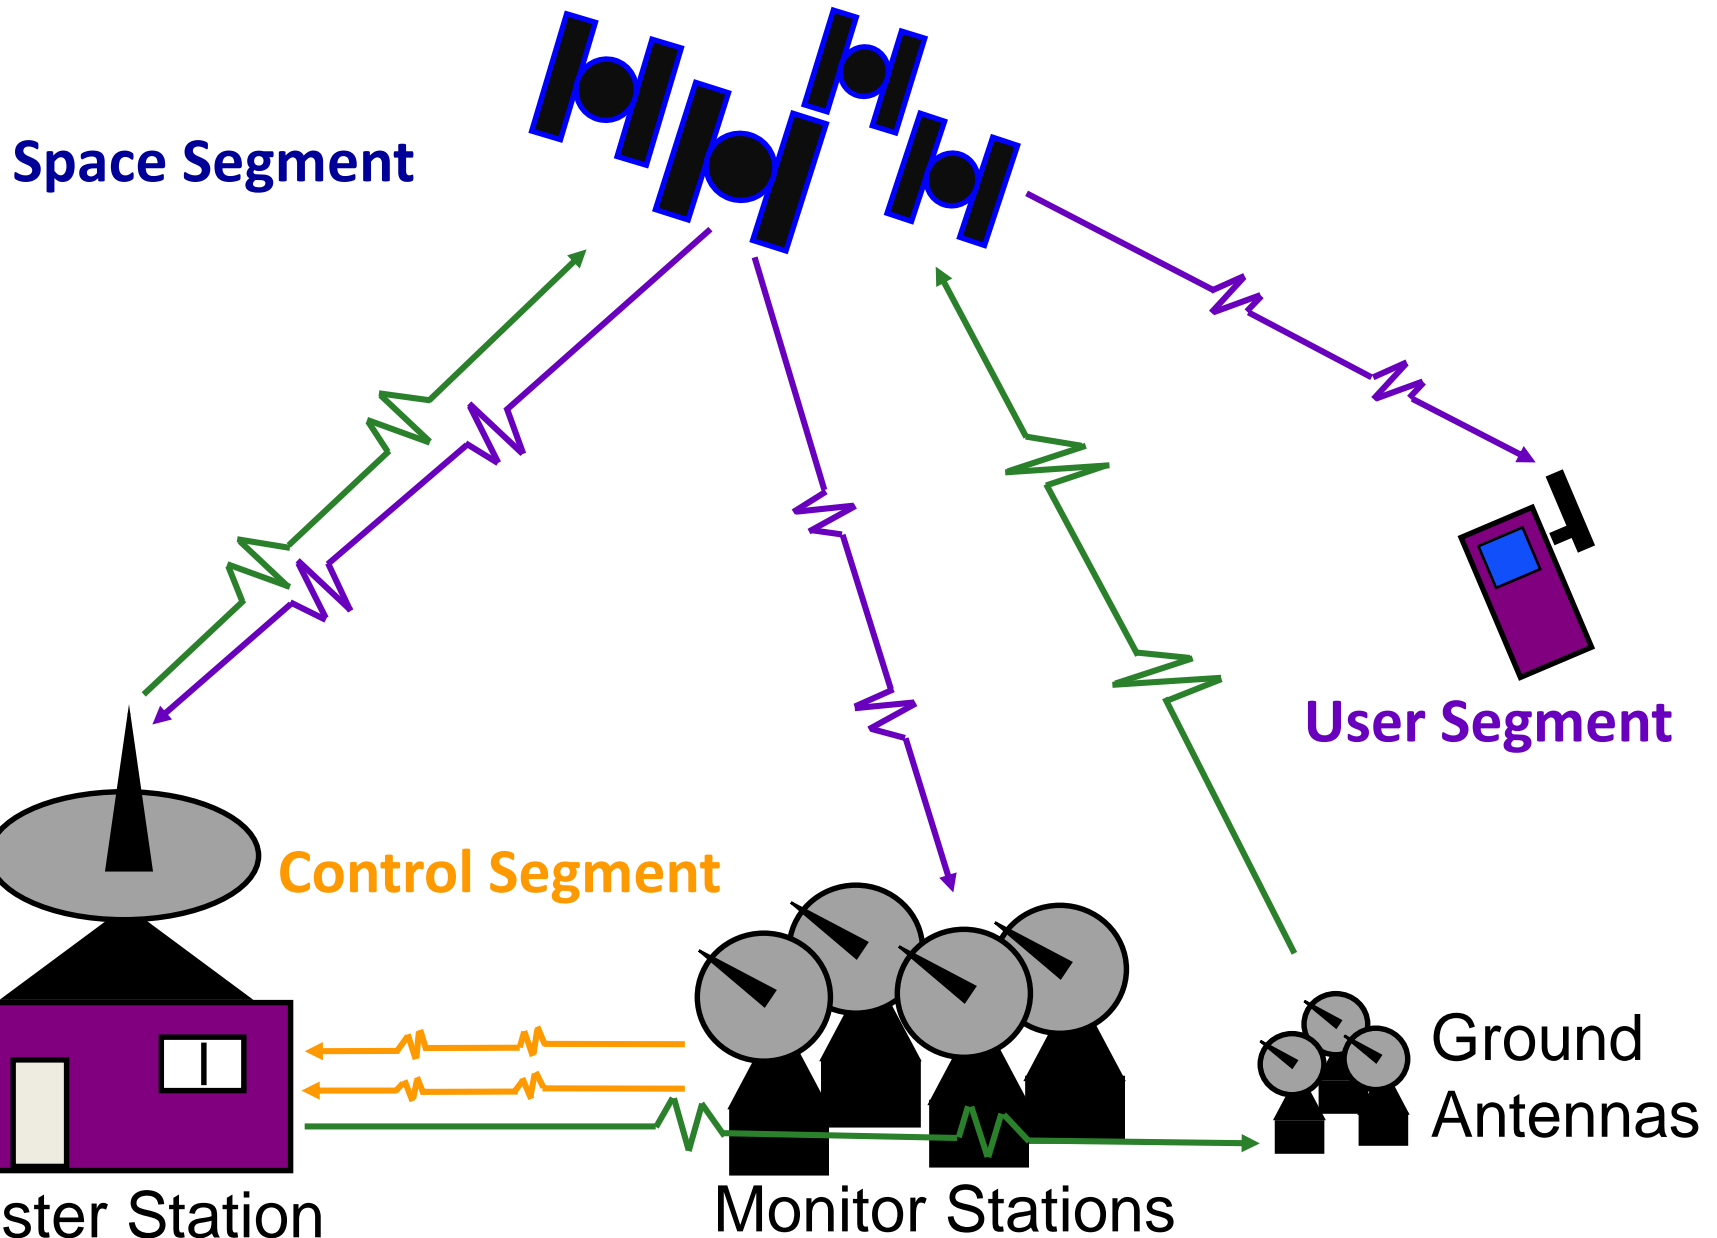 Space Segment
User Segment
Control Segment
Ground
Antennas
Monitor Stations
ster Station